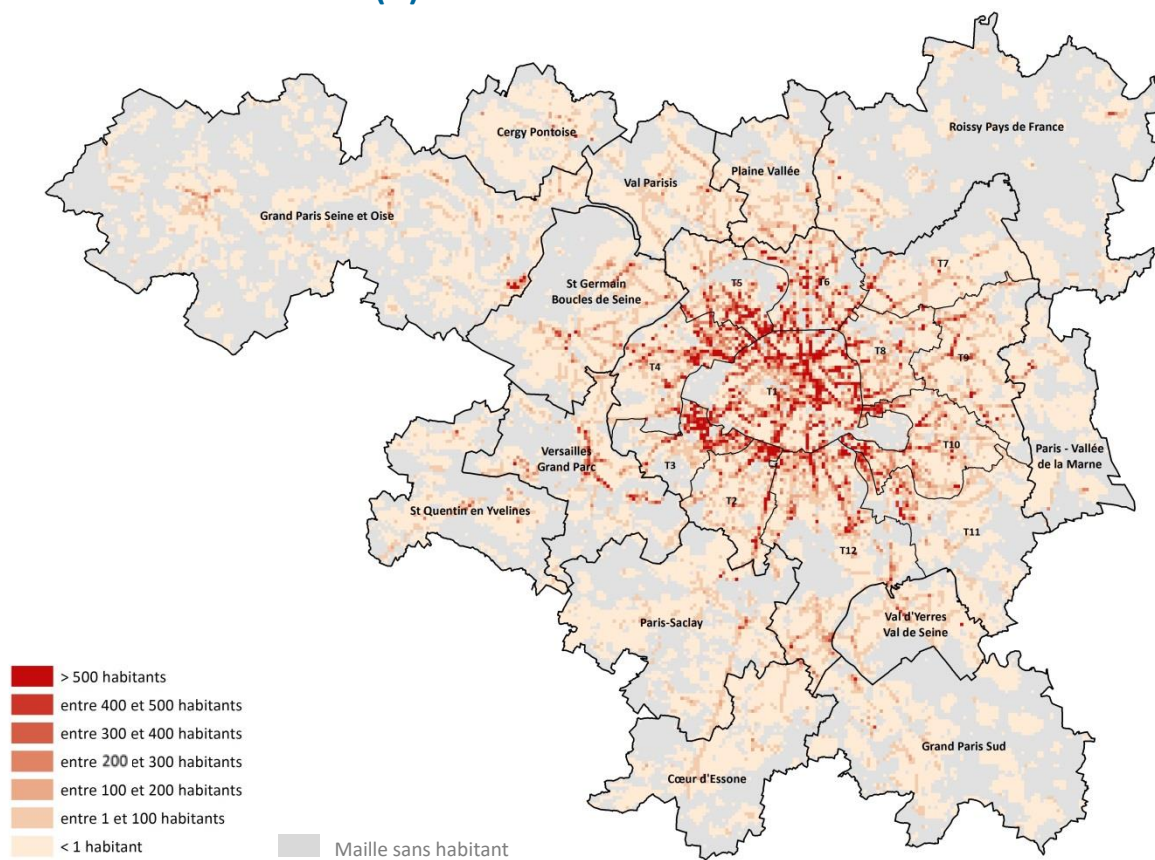 Cergy Pontoise
Roissy Pays de France
Plaine Vallée
Val Parisis
Grand Paris Seine et Oise
T7
T5
T6
St Germain
Boucles de Seine
T8
T9
T4
T1
T10
Versailles
Grand Parc
Paris - Vallée
de la Marne
T3
T2
St Quentin en Yvelines
T11
T12
Val d'Yerres
Val de Seine
Paris-Saclay
Grand Paris Sud
Cœur d'Essone
> 500 habitants
entre 400 et 500 habitants
entre 300 et 400 habitants
entre 200 et 300 habitants
entre 100 et 200 habitants
entre 1 et 100 habitants
< 1 habitant
Maille sans habitant